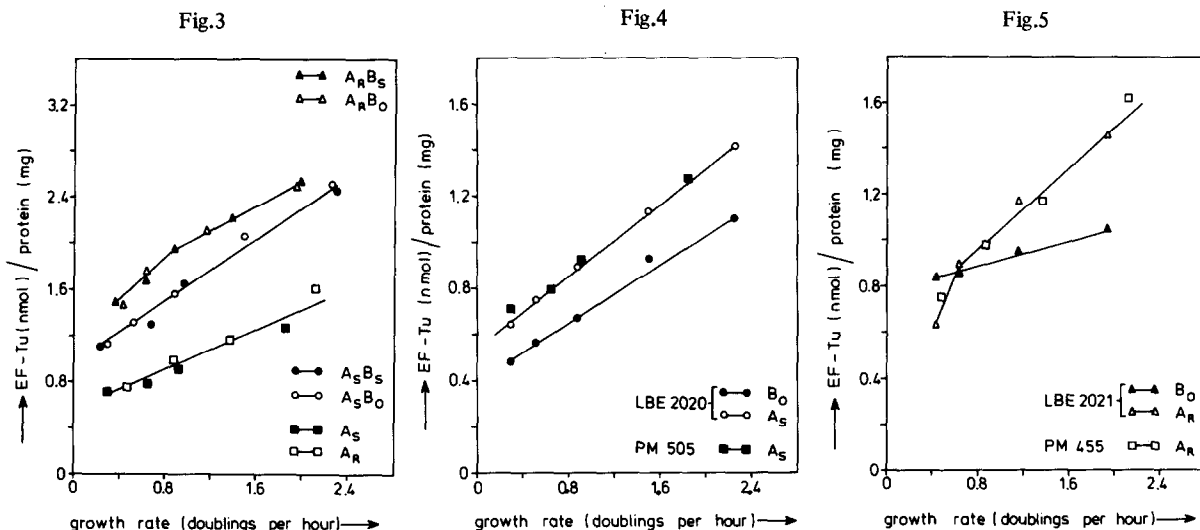 Fig.3
EF-Tu (nmol) / protein (mg)
3.2
2.4
1.6
0.8
0
0
0.8
1.6
2.4
growth rate (doublings per hour)
A_R B_S
A_R B_O
A_S B_S
A_S B_O
A_S
A_R
Fig.4
EF-Tu (nmol) / protein (mg)
1.6
1.2
0.8
0.4
0
0
0.8
1.6
2.4
growth rate (doublings per hour)
LBE 2020
B_O
A_S
PM 505
A_S
Fig.5
EF-Tu (nmol) / protein (mg)
1.6
1.2
0.8
0.4
0
0
0.8
1.6
2.4
growth rate (doublings per hour)
LBE 2021
B_O
A_R
PM 455
A_R